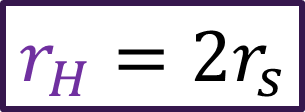 r_H = 2r_s